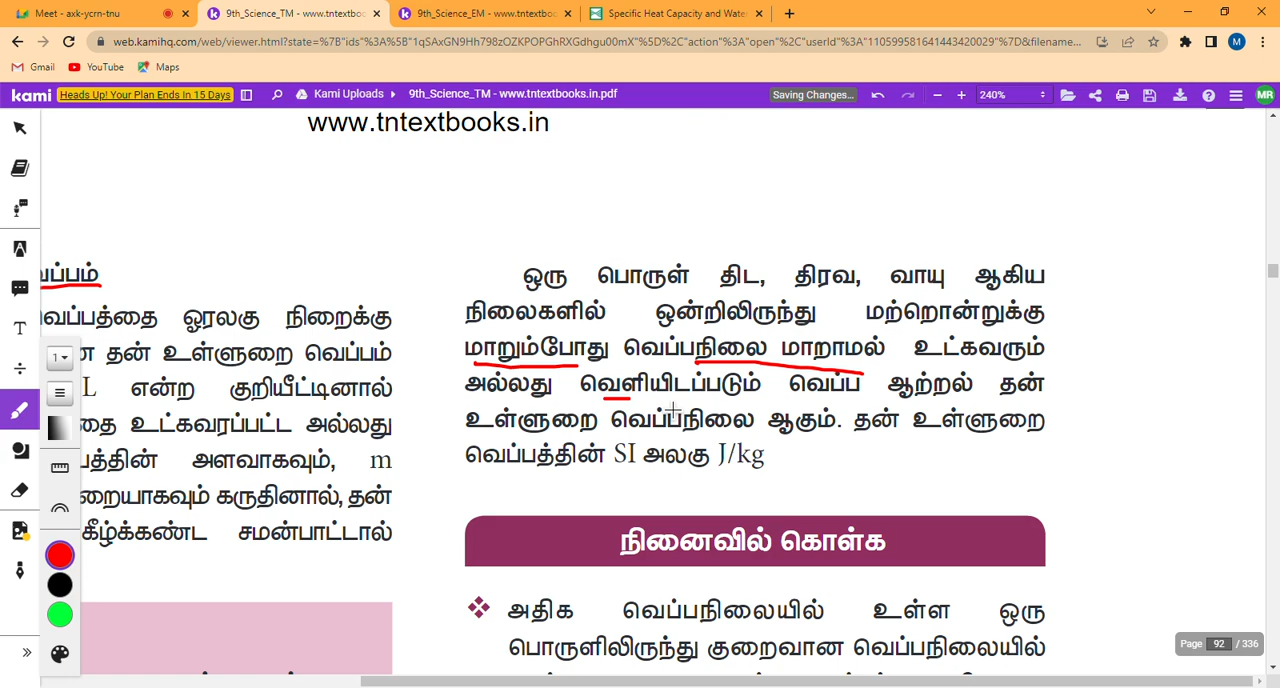 Meet - axk-ycrn-tnu
9th_Science_TM - www.tntextboo
9th_Science_EM - www.tntextboo
Specific Heat Capacity and Wate
web.kamihq.com/web/viewer.html?state=%7B"ids"%3A%5B"1qSAxGN9Hh798zOZKPOPGhRXGdhgu00mX"%5D%2C"action"%3A"open"%2C"userId"%3A"110599581641443420029"%7D&filename...
M
Gmail
YouTube
Maps
kami
Heads Up! Your Plan Ends In 15 Days
Kami Uploads
9th_Science_TM - www.tntextbooks.in.pdf
Saving Changes...
240%
MR
www.tntextbooks.in
வெப்பத்தை ஓரலகு நிறைக்கு
தன் உள்ளுறை வெப்பம்
L என்ற குறியீட்டினால்
உட்கவரப்பட்ட அல்லது
அளவாகவும், m
கருதினால், தன்
கீழ்க்கண்ட சமன்பாட்டால்
ஒரு பொருள் திட, திரவ, வாயு ஆகிய
நிலைகளில் ஒன்றிலிருந்து மற்றொன்றுக்கு
மாறும்போது வெப்பநிலை மாறாமல் உட்கவரும்
அல்லது வெளியிடப்படும் வெப்ப ஆற்றல் தன்
உள்ளுறை வெப்பநிலை ஆகும். தன் உள்ளுறை
வெப்பத்தின் SI அலகு J/kg
நினைவில் கொள்க
❖ அதிக வெப்பநிலையில் உள்ள ஒரு
பொருளிலிருந்து குறைவான வெப்பநிலையில்
1
Page 92 / 336